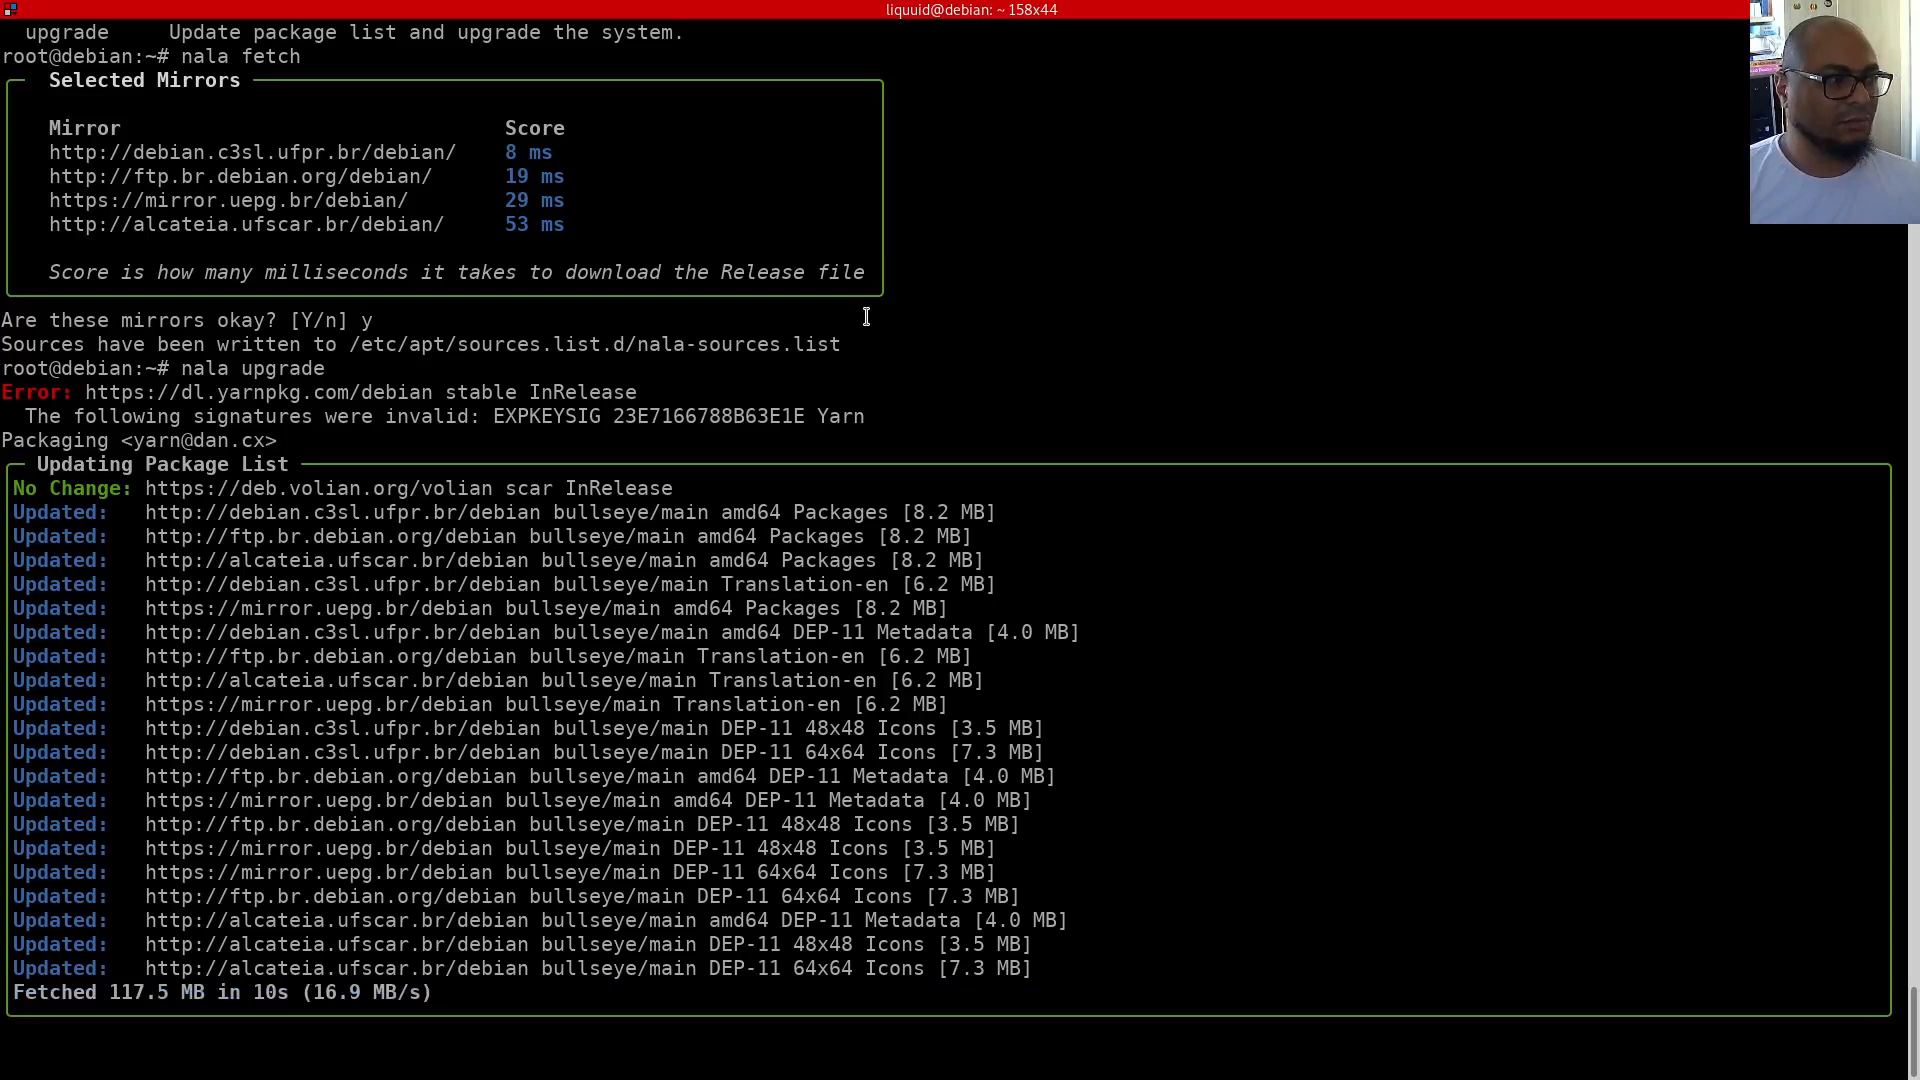 liquuid@debian: ~ 158x44
upgrade     Update package list and upgrade the system.
root@debian:~# nala fetch
Selected Mirrors
Mirror     Score
http://debian.c3sl.ufpr.br/debian/     8 ms
http://ftp.br.debian.org/debian/     19 ms
https://mirror.uepg.br/debian/     29 ms
http://alcateia.ufscar.br/debian/     53 ms
Score is how many milliseconds it takes to download the Release file
Are these mirrors okay? [Y/n] y
Sources have been written to /etc/apt/sources.list.d/nala-sources.list
root@debian:~# nala upgrade
Error: https://dl.yarnpkg.com/debian stable InRelease
The following signatures were invalid: EXPKEYSIG 23E7166788B63E1E Yarn
Packaging <yarn@dan.cx>
Updating Package List
No Change: https://deb.volian.org/volian scar InRelease
Updated:   http://debian.c3sl.ufpr.br/debian bullseye/main amd64 Packages [8.2 MB]
Updated:   http://ftp.br.debian.org/debian bullseye/main amd64 Packages [8.2 MB]
Updated:   http://alcateia.ufscar.br/debian bullseye/main amd64 Packages [8.2 MB]
Updated:   http://debian.c3sl.ufpr.br/debian bullseye/main Translation-en [6.2 MB]
Updated:   https://mirror.uepg.br/debian bullseye/main amd64 Packages [8.2 MB]
Updated:   http://debian.c3sl.ufpr.br/debian bullseye/main amd64 DEP-11 Metadata [4.0 MB]
Updated:   http://ftp.br.debian.org/debian bullseye/main Translation-en [6.2 MB]
Updated:   http://alcateia.ufscar.br/debian bullseye/main Translation-en [6.2 MB]
Updated:   https://mirror.uepg.br/debian bullseye/main Translation-en [6.2 MB]
Updated:   http://debian.c3sl.ufpr.br/debian bullseye/main DEP-11 48x48 Icons [3.5 MB]
Updated:   http://debian.c3sl.ufpr.br/debian bullseye/main DEP-11 64x64 Icons [7.3 MB]
Updated:   http://ftp.br.debian.org/debian bullseye/main amd64 DEP-11 Metadata [4.0 MB]
Updated:   https://mirror.uepg.br/debian bullseye/main amd64 DEP-11 Metadata [4.0 MB]
Updated:   http://ftp.br.debian.org/debian bullseye/main DEP-11 48x48 Icons [3.5 MB]
Updated:   https://mirror.uepg.br/debian bullseye/main DEP-11 48x48 Icons [3.5 MB]
Updated:   https://mirror.uepg.br/debian bullseye/main DEP-11 64x64 Icons [7.3 MB]
Updated:   http://ftp.br.debian.org/debian bullseye/main DEP-11 64x64 Icons [7.3 MB]
Updated:   http://alcateia.ufscar.br/debian bullseye/main amd64 DEP-11 Metadata [4.0 MB]
Updated:   http://alcateia.ufscar.br/debian bullseye/main DEP-11 48x48 Icons [3.5 MB]
Updated:   http://alcateia.ufscar.br/debian bullseye/main DEP-11 64x64 Icons [7.3 MB]
Fetched 117.5 MB in 10s (16.9 MB/s)